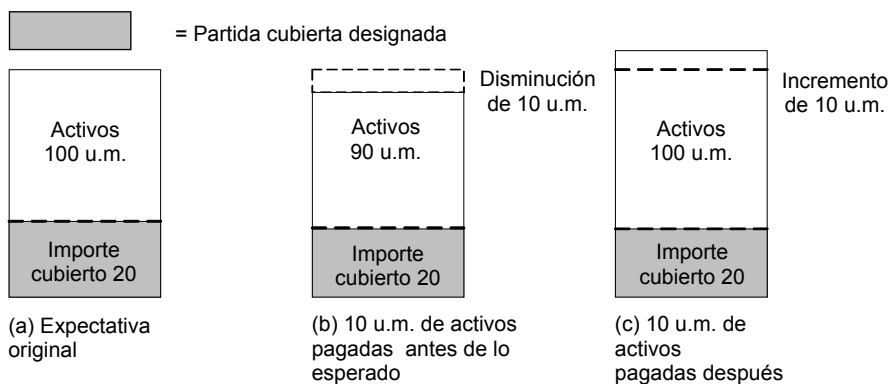 = Partida cubierta designada
Activos
100 u.m.
Importe
cubierto 20
(a) Expectativa
original
Disminución
de 10 u.m.
Activos
90 u.m.
Importe
cubierto 20
(b) 10 u.m. de activos
pagadas antes de lo
esperado
Incremento
de 10 u.m.
Activos
100 u.m.
Importe
cubierto 20
(c) 10 u.m. de
activos
pagadas después